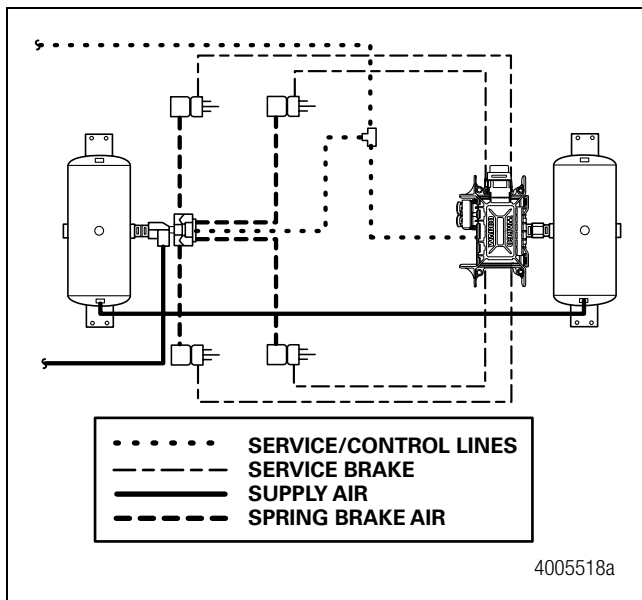 SERVICE/CONTROL LINES
SERVICE BRAKE
SUPPLY AIR
SPRING BRAKE AIR
4005518a